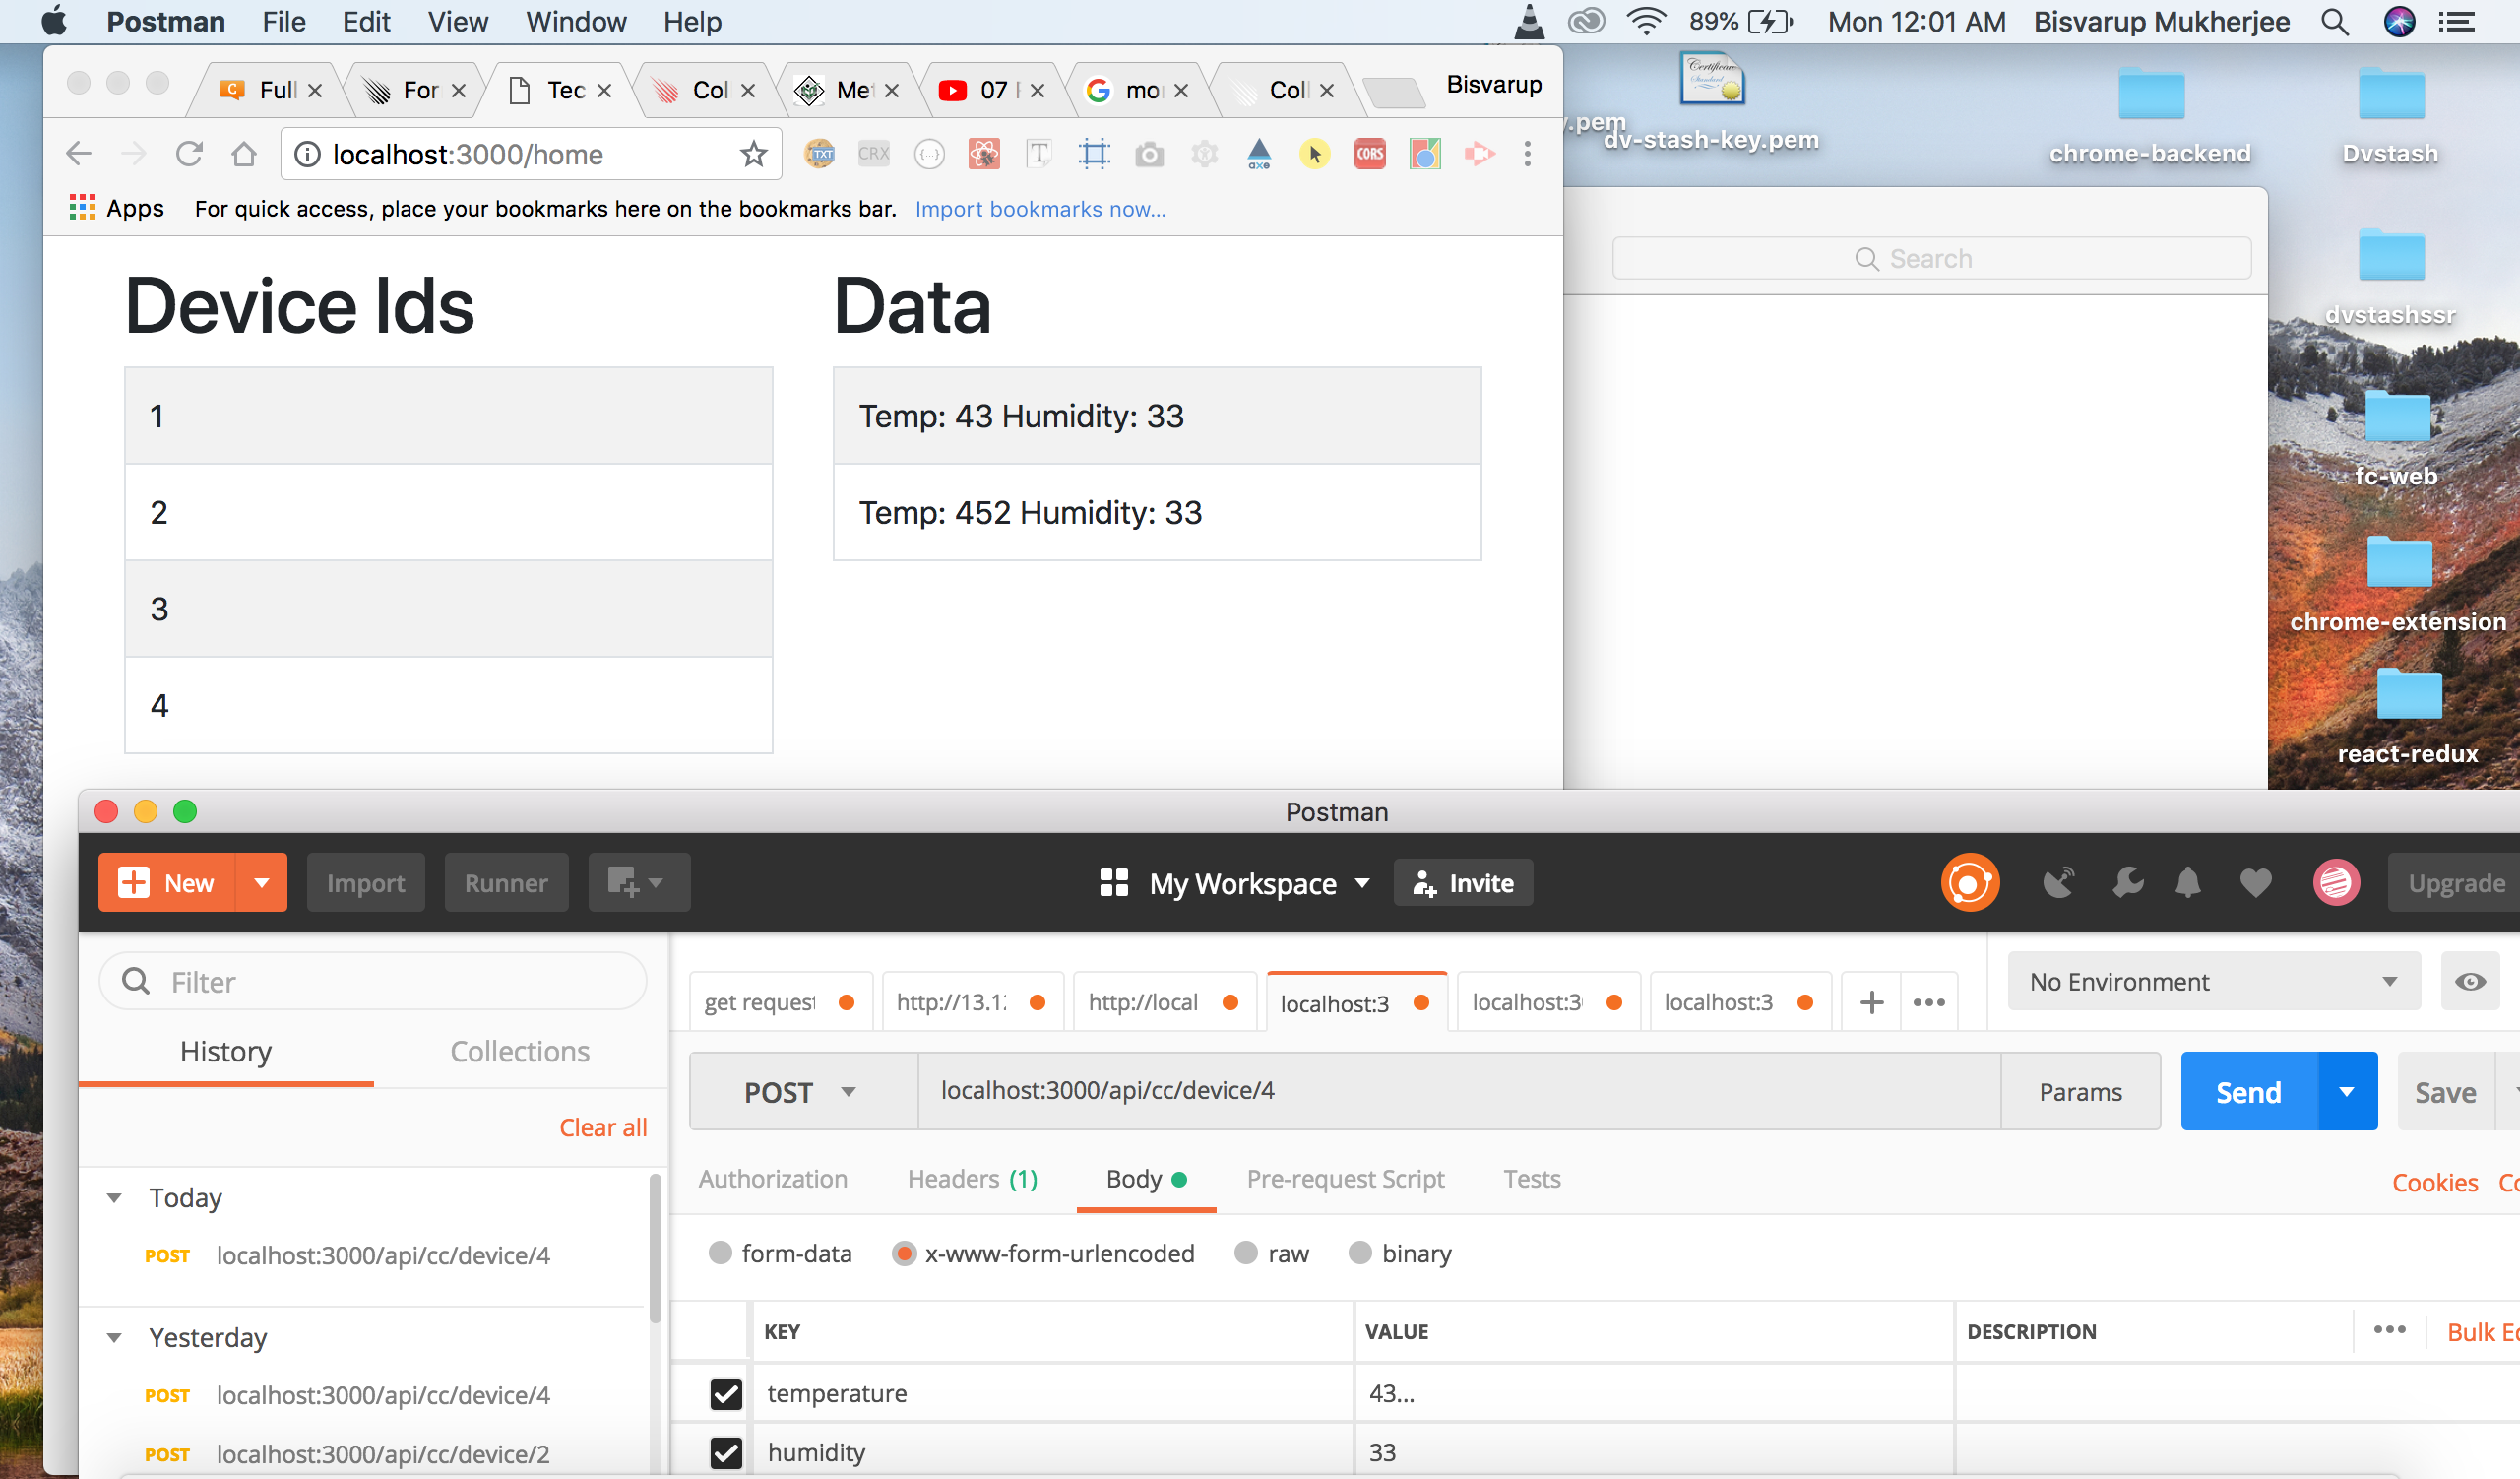 Postman File Edit View Window Help 89% Mon 12:01 AM Bisvarup Mukherjee
Full For Tec Col Met 07 mo Coll Bisvarup
localhost:3000/home TXT CRX T axe CORS
Apps For quick access, place your bookmarks here on the bookmarks bar. Import bookmarks now...
.pem
dv-stash-key.pem
chrome-backend
Dvstash
Search
dvstashssr
fc-web
chrome-extension
react-redux
Device Ids
1
2
3
4
Data
Temp: 43 Humidity: 33
Temp: 452 Humidity: 33
Postman
New Import Runner My Workspace Invite Upgrade
Filter
History Collections
Clear all
Today
POST localhost:3000/api/cc/device/4
Yesterday
POST localhost:3000/api/cc/device/4
POST localhost:3000/api/cc/device/2
get request http://13.1 http://local localhost:3 localhost:3 localhost:3 + ••• No Environment
POST localhost:3000/api/cc/device/4 Params Send Save
Authorization Headers (1) Body Pre-request Script Tests Cookies Co
form-data x-www-form-urlencoded raw binary
KEY VALUE DESCRIPTION ••• Bulk Ed
temperature 43...
humidity 33